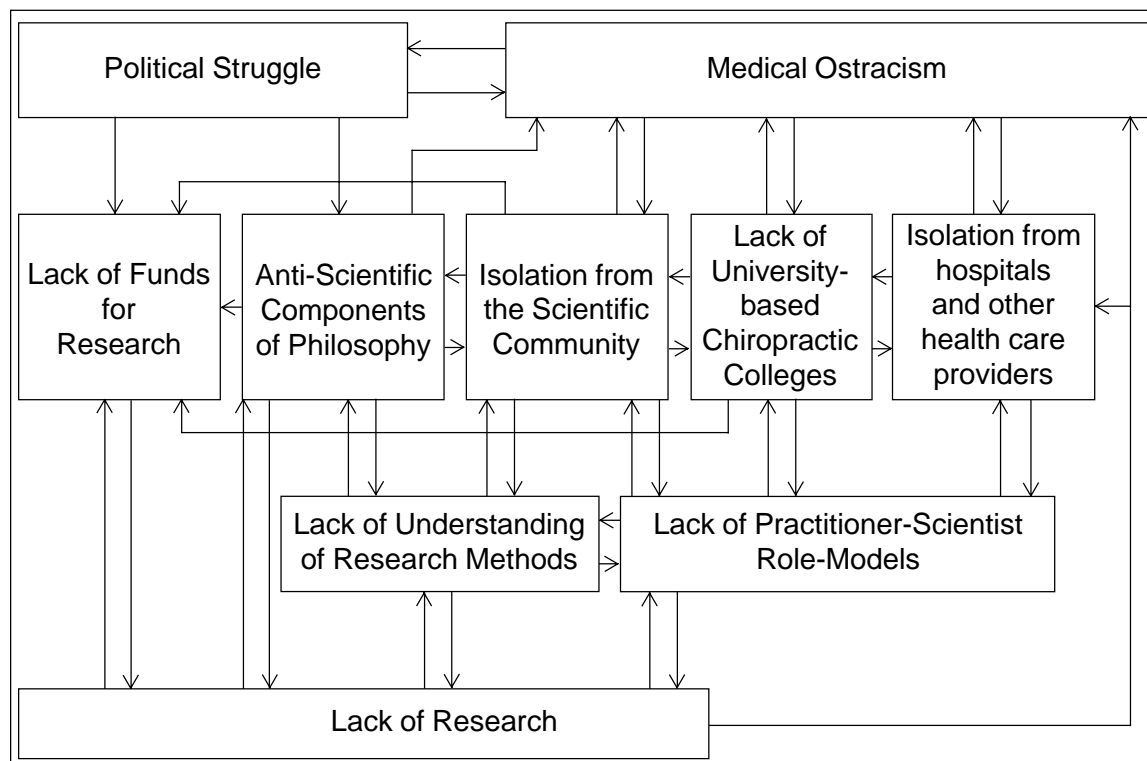 Political Struggle
Medical Ostracism
Lack of Funds
for
Research
Anti-Scientific
Components
of Philosophy
Isolation from
the Scientific
Community
Lack of
University-
based
Chiropractic
Colleges
Isolation from
hospitals
and other
health care
providers
Lack of Understanding
of Research Methods
Lack of Practitioner-Scientist
Role-Models
Lack of Research